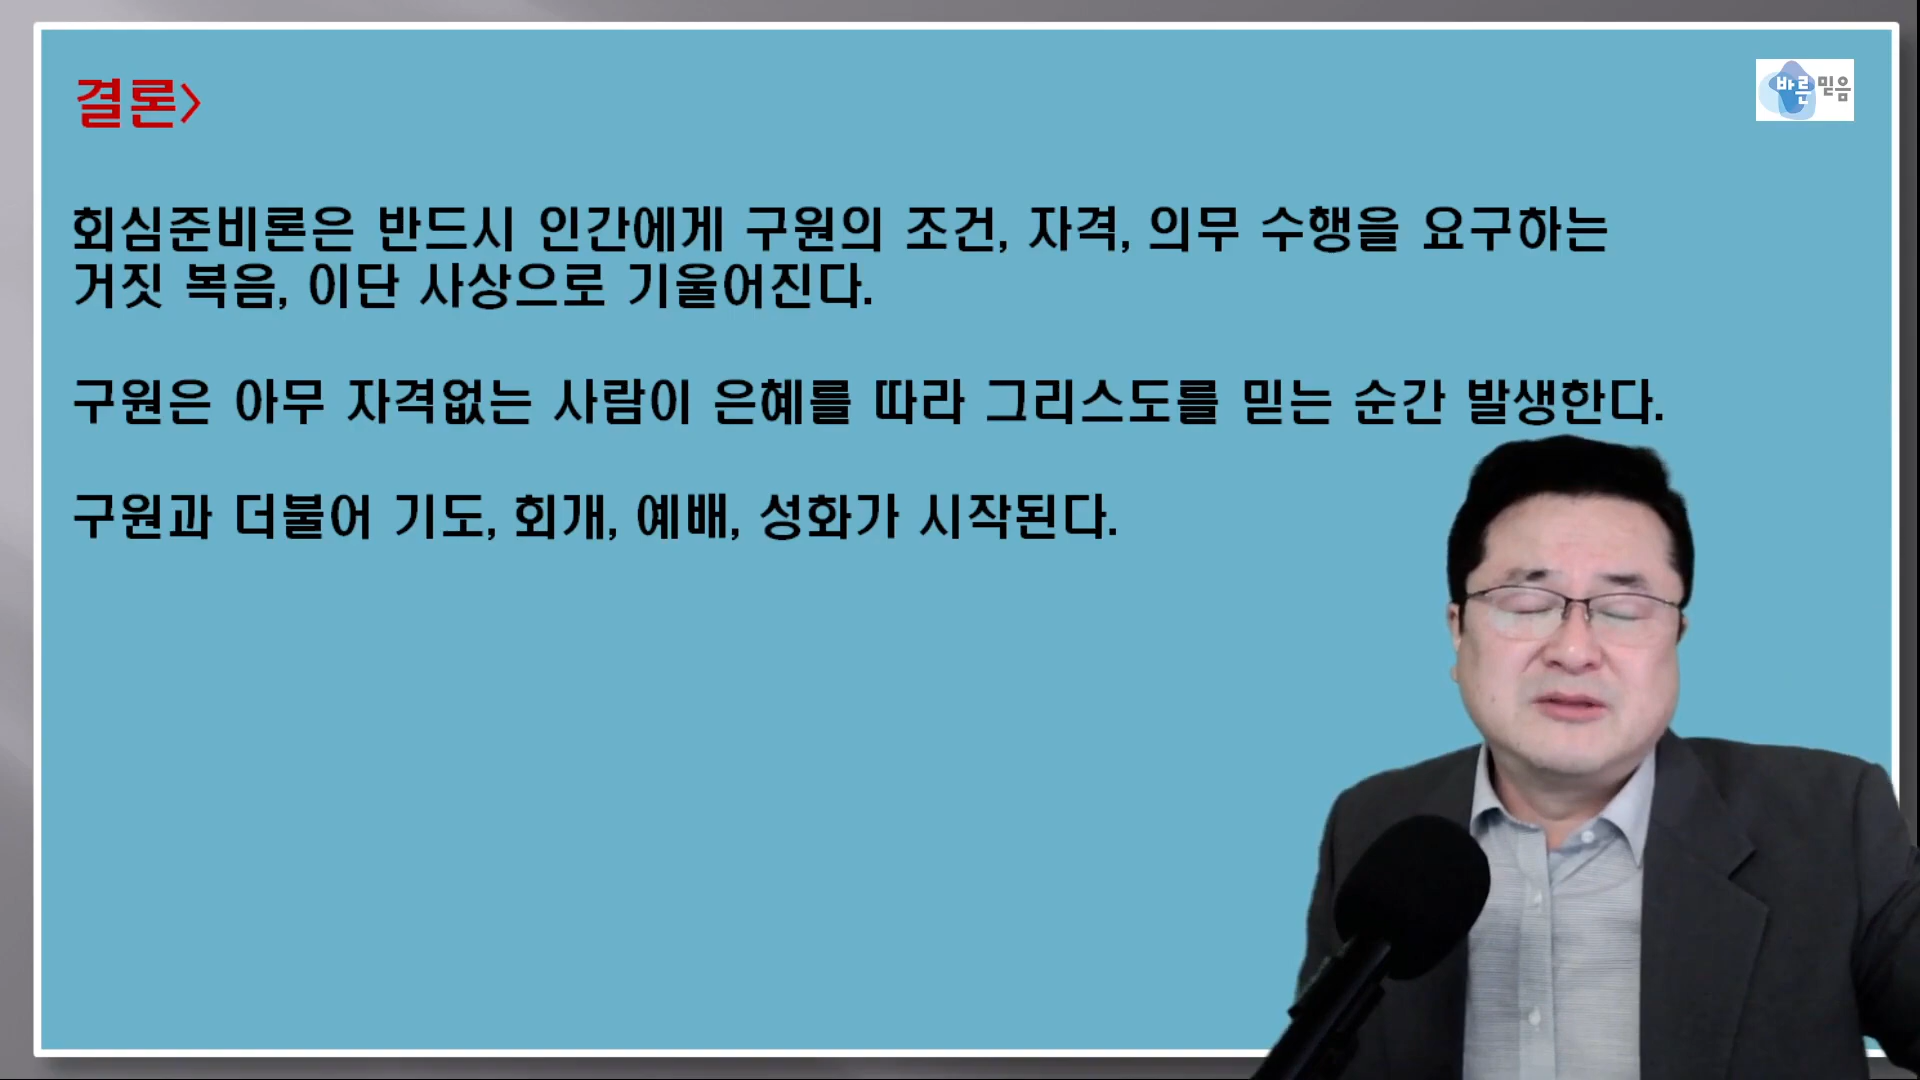 결론>
바른믿음
회심준비론은 반드시 인간에게 구원의 조건, 자격, 의무 수행을 요구하는
거짓 복음, 이단 사상으로 기울어진다.
구원은 아무 자격없는 사람이 은혜를 따라 그리스도를 믿는 순간 발생한다.
구원과 더불어 기도, 회개, 예배, 성화가 시작된다.